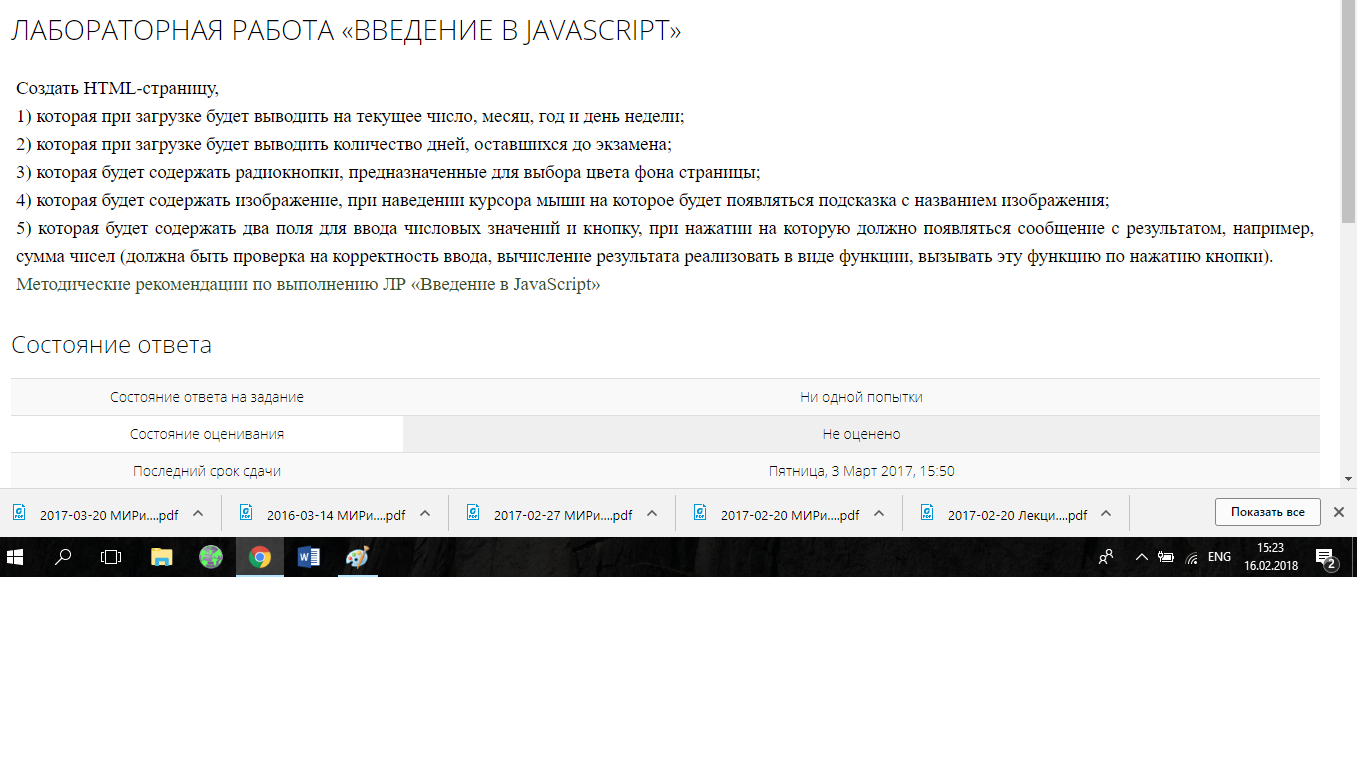 ЛАБОРАТОРНАЯ РАБОТА «ВВЕДЕНИЕ В JAVASCRIPT»
Создать HTML-страницу,
1) которая при загрузке будет выводить на текущее число, месяц, год и день недели;
2) которая при загрузке будет выводить количество дней, оставшихся до экзамена;
3) которая будет содержать радиокнопки, предназначенные для выбора цвета фона страницы;
4) которая будет содержать изображение, при наведении курсора мыши на которое будет появляться подсказка с названием изображения;
5) которая будет содержать два поля для ввода числовых значений и кнопку, при нажатии на которую должно появляться сообщение с результатом, например,
сумма чисел (должна быть проверка на корректность ввода, вычисление результата реализовать в виде функции, вызывать эту функцию по нажатию кнопки).
Методические рекомендации по выполнению ЛР «Введение в JavaScript»
Состояние ответа
Состояние ответа на задание Ни одной попытки
Состояние оценивания Не оценено
Последний срок сдачи Пятница, 3 Март 2017, 15:50
2017-03-20 МИРи....pdf 2016-03-14 МИРи....pdf 2017-02-27 МИРи....pdf 2017-02-20 МИРи....pdf 2017-02-20 Лекци....pdf Показать все
ENG
15:23
16.02.2018
2